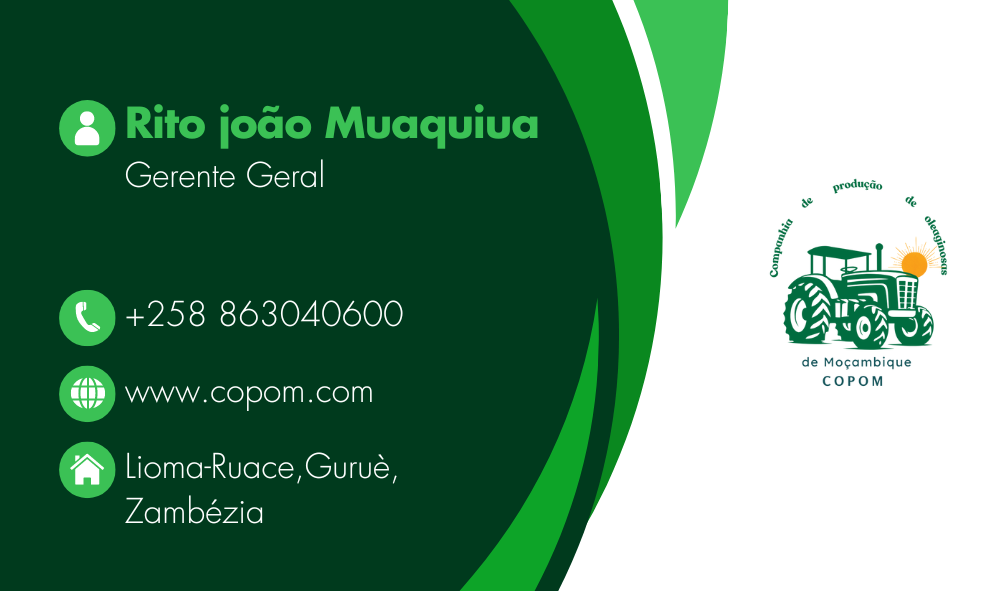 Rito joão Muaquiua
Gerente Geral
+258 863040600
www.copom.com
Lioma-Ruace,Guruè,
Zambézia
Companhia de produção de oleaginosas
de Moçambique
COPOM